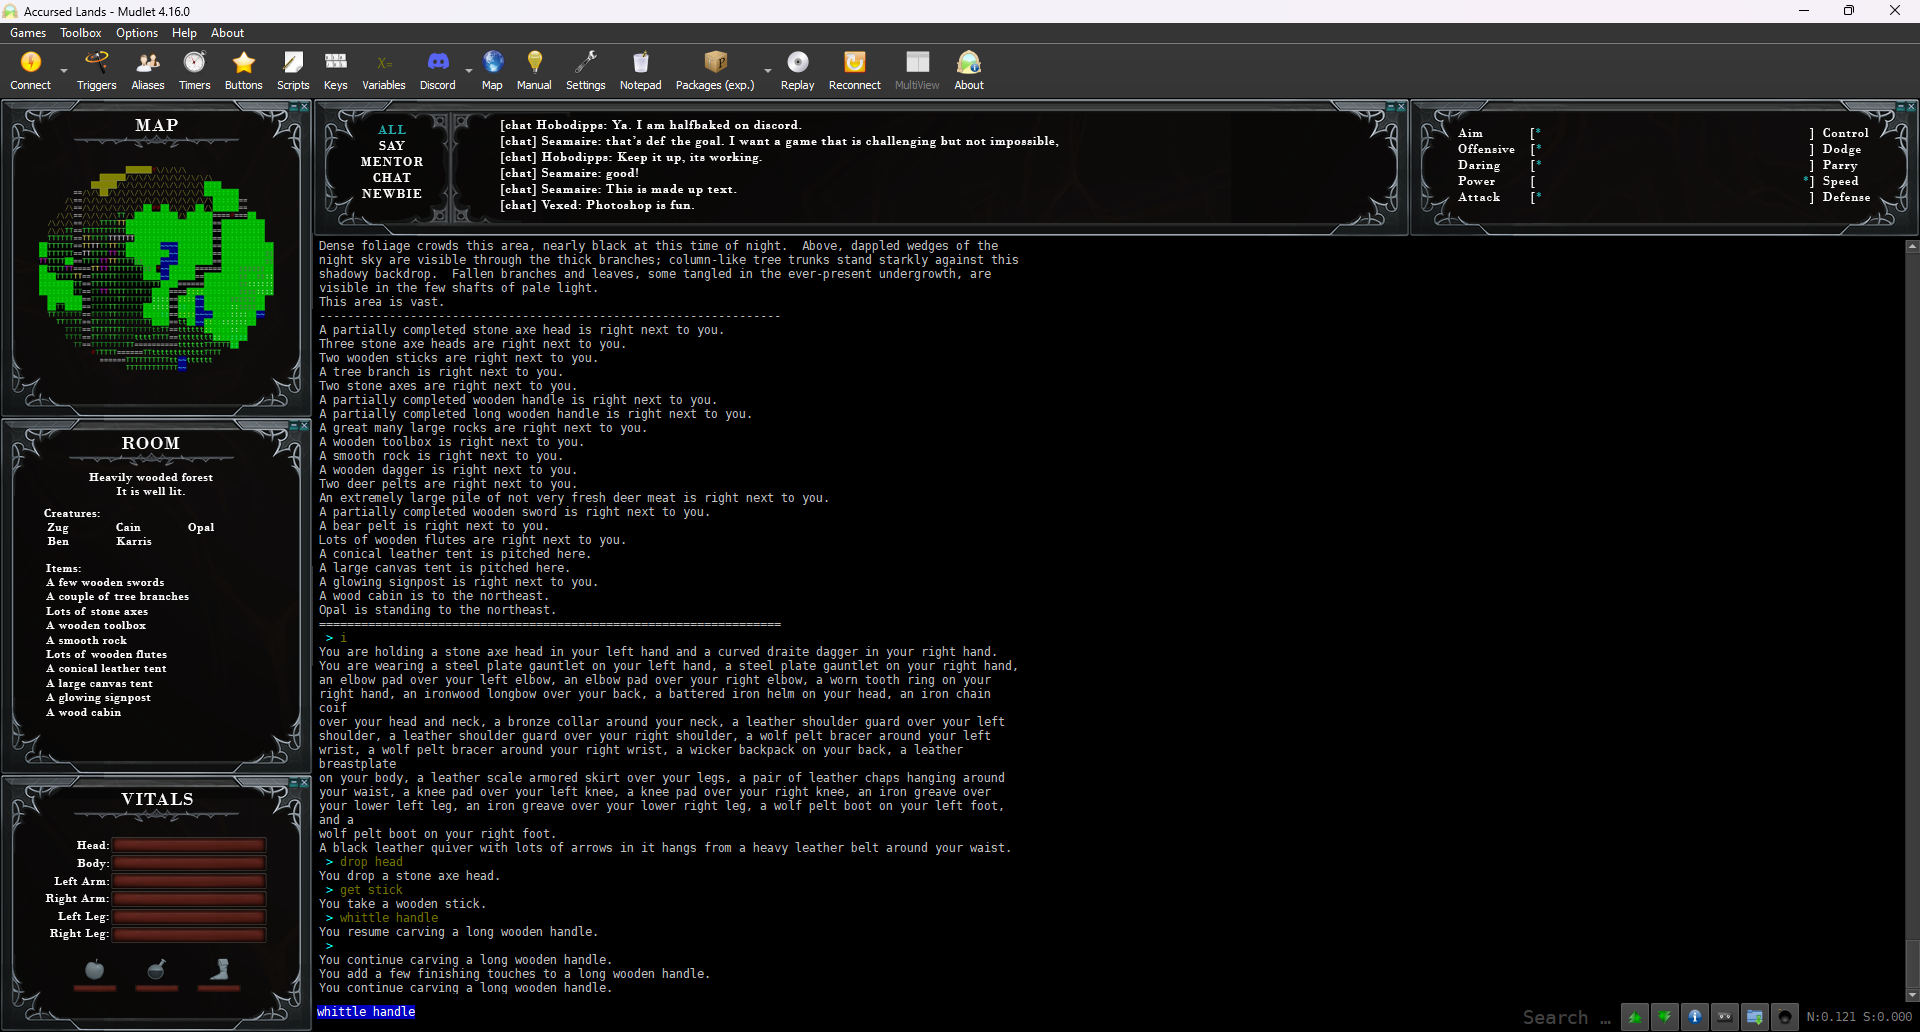 Accursed Lands - Mudlet 4.16.0
Games Toolbox Options Help About
Connect Triggers Aliases Timers Buttons Scripts Keys Variables Discord Map Manual Settings Notepad Packages (exp.) Replay Reconnect MultiView About
MAP
ALL
SAY
MENTOR
CHAT
NEWBIE
[chat Hobodipps: Ya. I am halfbaked on discord.
[chat] Seamaire: that's def the goal. I want a game that is challenging but not impossible,
[chat] Hobodipps: Keep it up, its working.
[chat] Seamaire: good!
[chat] Seamaire: This is made up text.
[chat] Vexed: Photoshop is fun.
Aim [* ] Control
Offensive [* ] Dodge
Daring [* ] Parry
Power [ *] Speed
Attack [* ] Defense
ROOM
Heavily wooded forest
It is well lit.
Creatures:
Zug Cain Opal
Ben Karris
Items:
A few wooden swords
A couple of tree branches
Lots of stone axes
A wooden toolbox
A smooth rock
Lots of wooden flutes
A conical leather tent
A large canvas tent
A glowing signpost
A wood cabin
VITALS
Head:
Body:
Left Arm:
Right Arm:
Left Leg:
Right Leg:
Dense foliage crowds this area, nearly black at this time of night.  Above, dappled wedges of the
night sky are visible through the thick branches; column-like tree trunks stand starkly against this
shadowy backdrop.  Fallen branches and leaves, some tangled in the ever-present undergrowth, are
visible in the few shafts of pale light.
This area is vast.
------------------------------------------------------------------
A partially completed stone axe head is right next to you.
Three stone axe heads are right next to you.
Two wooden sticks are right next to you.
A tree branch is right next to you.
Two stone axes are right next to you.
A partially completed wooden handle is right next to you.
A partially completed long wooden handle is right next to you.
A great many large rocks are right next to you.
A wooden toolbox is right next to you.
A smooth rock is right next to you.
A wooden dagger is right next to you.
Two deer pelts are right next to you.
An extremely large pile of not very fresh deer meat is right next to you.
A partially completed wooden sword is right next to you.
A bear pelt is right next to you.
Lots of wooden flutes are right next to you.
A conical leather tent is pitched here.
A large canvas tent is pitched here.
A glowing signpost is right next to you.
A wood cabin is to the northeast.
Opal is standing to the northeast.
==================================================================
> i
You are holding a stone axe head in your left hand and a curved draite dagger in your right hand.
You are wearing a steel plate gauntlet on your left hand, a steel plate gauntlet on your right hand,
an elbow pad over your left elbow, an elbow pad over your right elbow, a worn tooth ring on your
right hand, an ironwood longbow over your back, a battered iron helm on your head, an iron chain
coif
over your head and neck, a bronze collar around your neck, a leather shoulder guard over your left
shoulder, a leather shoulder guard over your right shoulder, a wolf pelt bracer around your left
wrist, a wolf pelt bracer around your right wrist, a wicker backpack on your back, a leather
breastplate
on your body, a leather scale armored skirt over your legs, a pair of leather chaps hanging around
your waist, a knee pad over your left knee, a knee pad over your right knee, an iron greave over
your lower left leg, an iron greave over your lower right leg, a wolf pelt boot on your left foot,
and a
wolf pelt boot on your right foot.
A black leather quiver with lots of arrows in it hangs from a heavy leather belt around your waist.
> drop head
You drop a stone axe head.
> get stick
You take a wooden stick.
> whittle handle
You resume carving a long wooden handle.
>
You continue carving a long wooden handle.
You add a few finishing touches to a long wooden handle.
You continue carving a long wooden handle.
whittle handle
Search ...
N:0.121 S:0.000